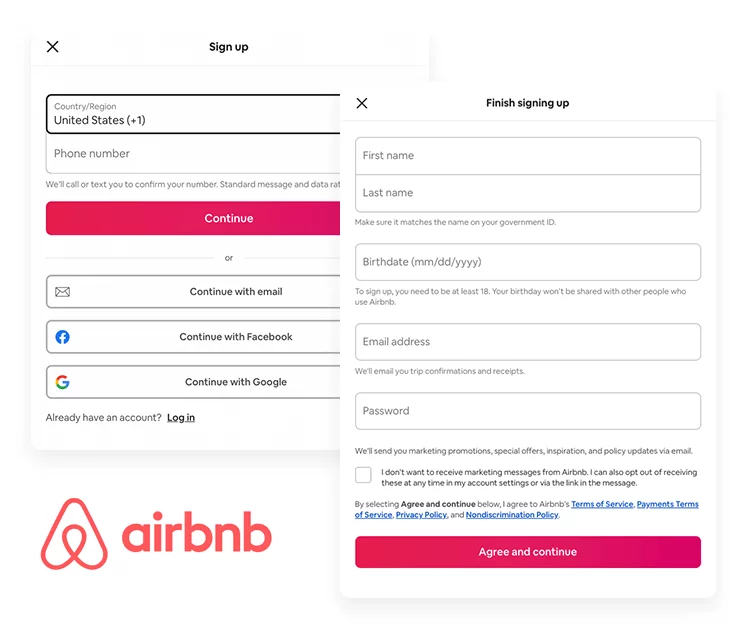 Sign up
Country/Region
United States (+1)
Phone number
We'll call or text you to confirm your number. Standard message and data
Continue
or
Continue with email
Continue with Facebook
Continue with Google
Already have an account? Log in
airbnb
Finish signing up
First name
Last name
Make sure it matches the name on your government ID.
Birthdate (mm/dd/yyyy)
To sign up, you need to be at least 18. Your birthday won't be shared with other people who
use Airbnb.
Email address
We'll email you trip confirmations and receipts.
Password
We'll send you marketing promotions, special offers, inspiration, and policy updates via email.
I don't want to receive marketing messages from Airbnb. I can also opt out of receiving
these at any time in my account settings or via the link in the message.
By selecting Agree and continue below, I agree to Airbnb's Terms of Service, Payments Terms
of Service, Privacy Policy, and Nondiscrimination Policy.
Agree and continue